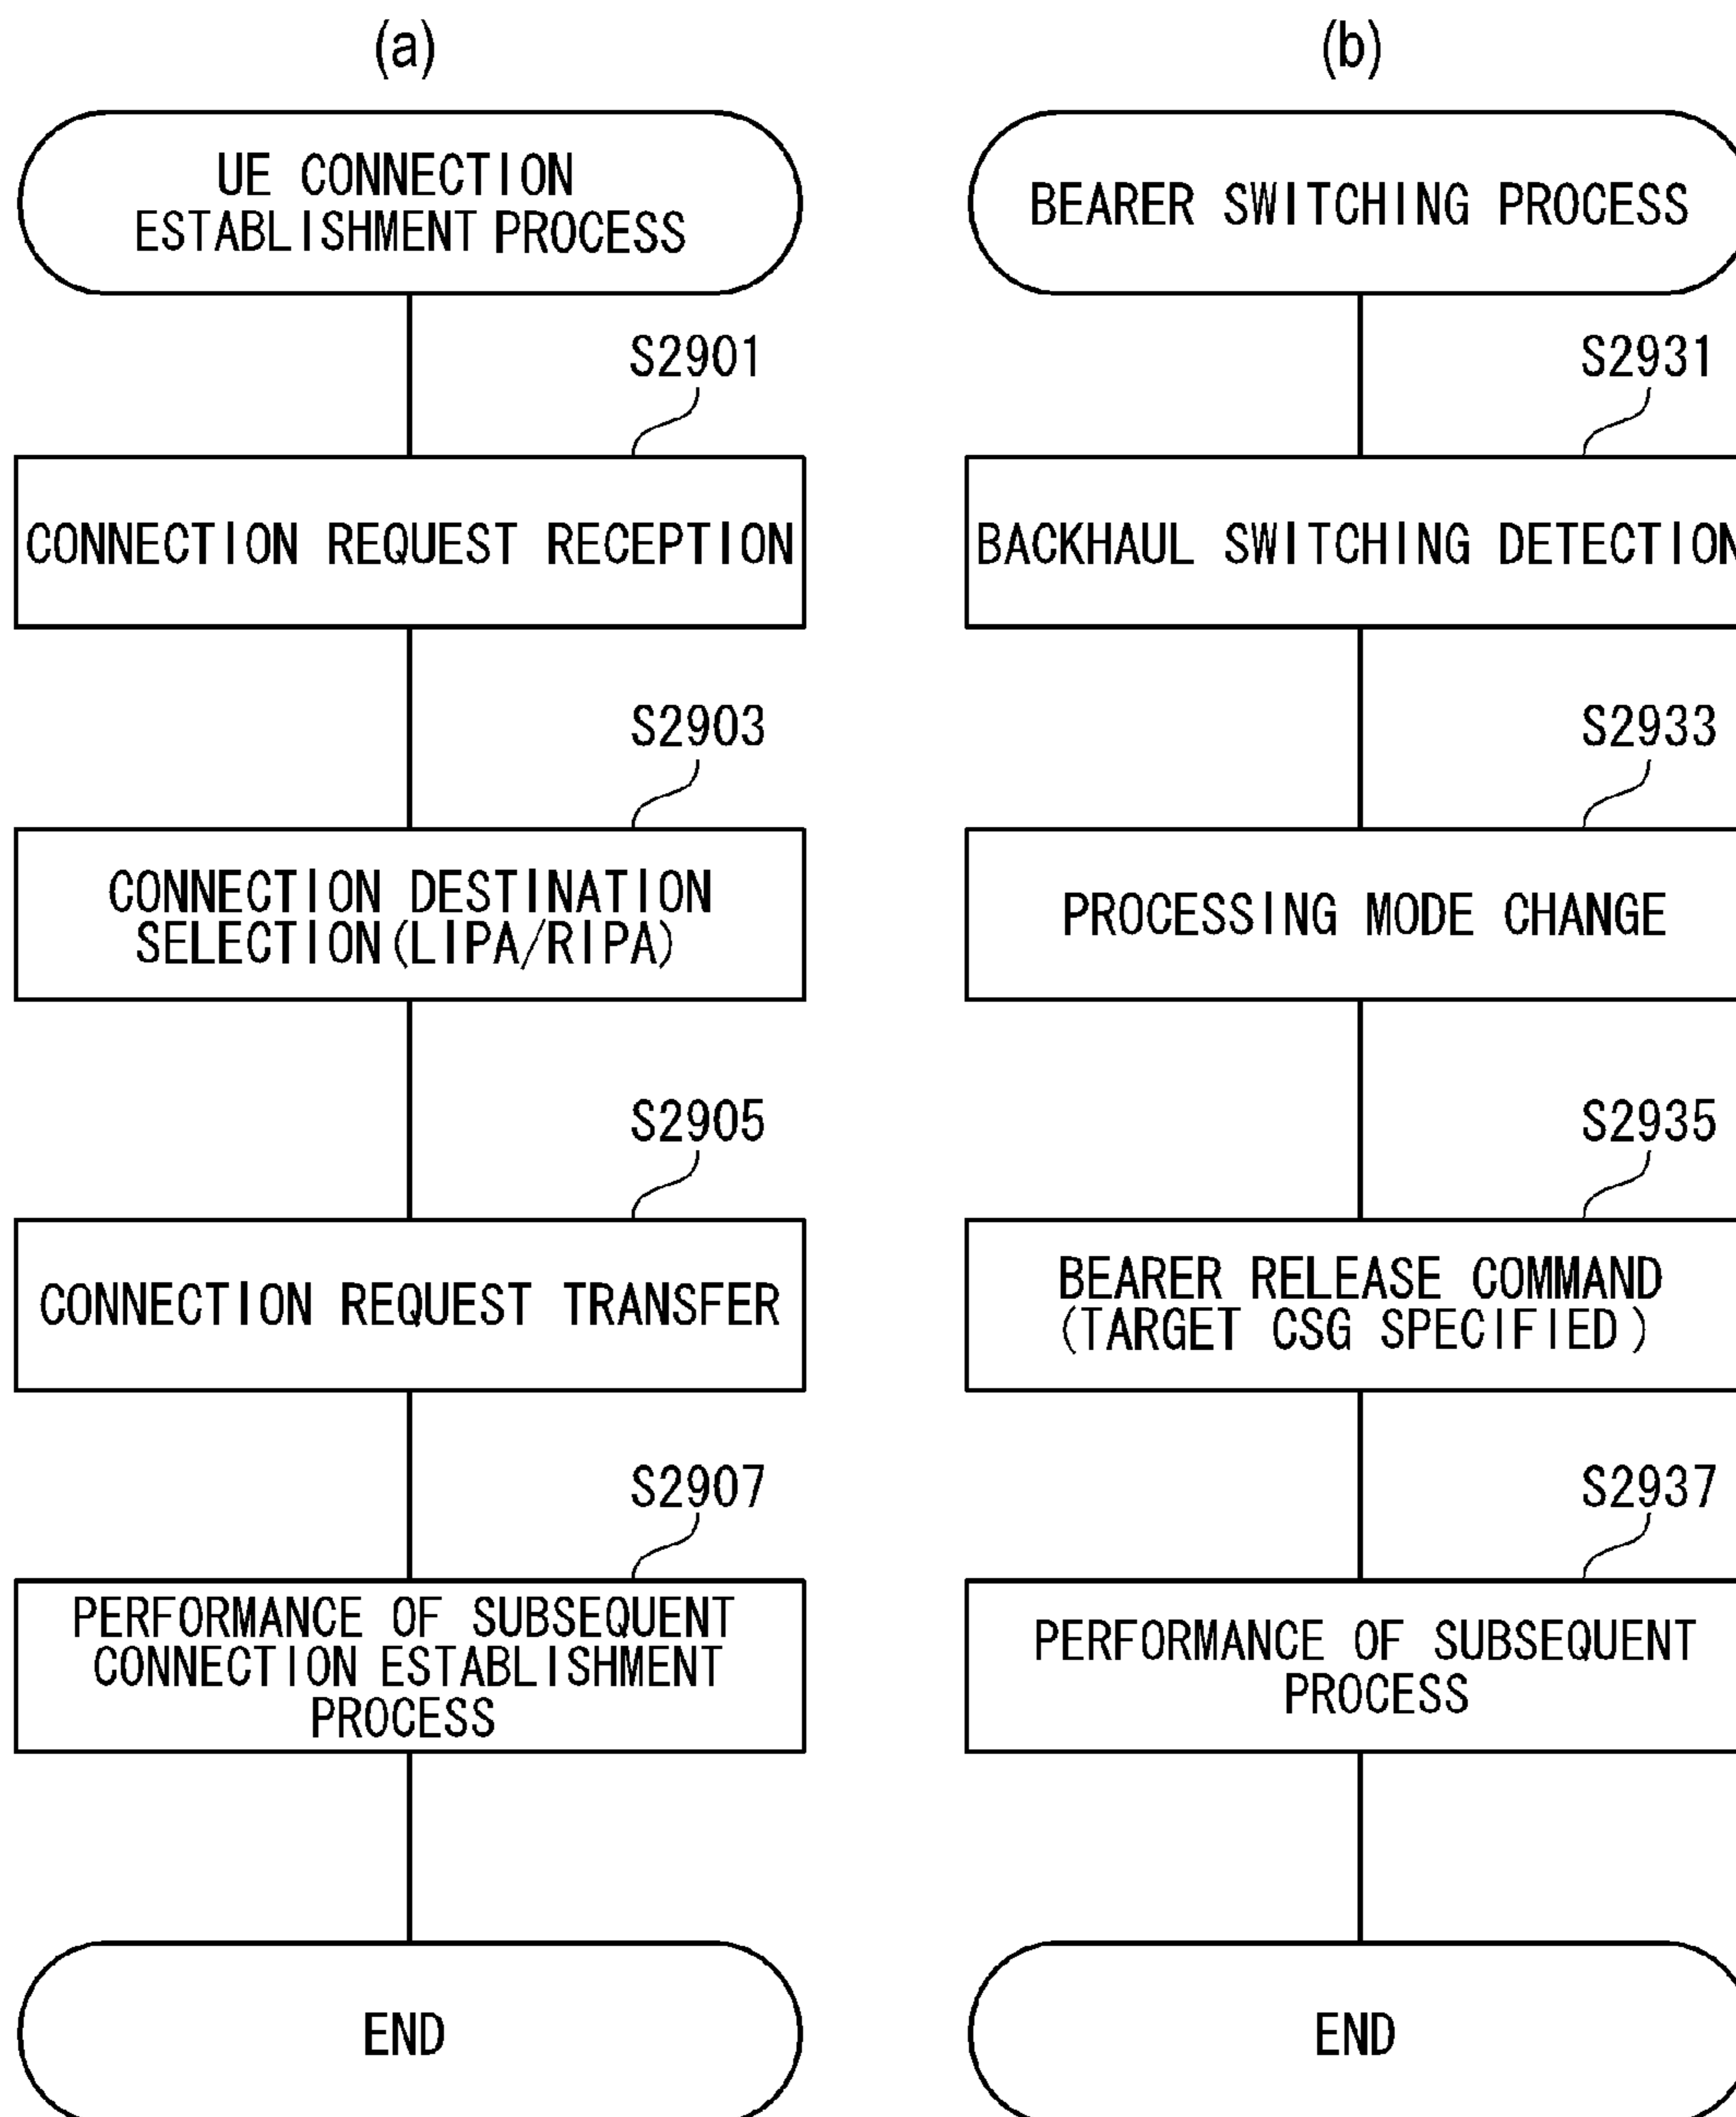 (a)
UE CONNECTION
ESTABLISHMENT PROCESS
S2901
CONNECTION REQUEST RECEPTION
S2903
CONNECTION DESTINATION
SELECTION(LIPA/RIPA)
S2905
CONNECTION REQUEST TRANSFER
S2907
PERFORMANCE OF SUBSEQUENT
CONNECTION ESTABLISHMENT
PROCESS
END
(b)
BEARER SWITCHING PROCESS
S2931
BACKHAUL SWITCHING DETECTION
S2933
PROCESSING MODE CHANGE
S2935
BEARER RELEASE COMMAND
(TARGET CSG SPECIFIED)
S2937
PERFORMANCE OF SUBSEQUENT
PROCESS
END